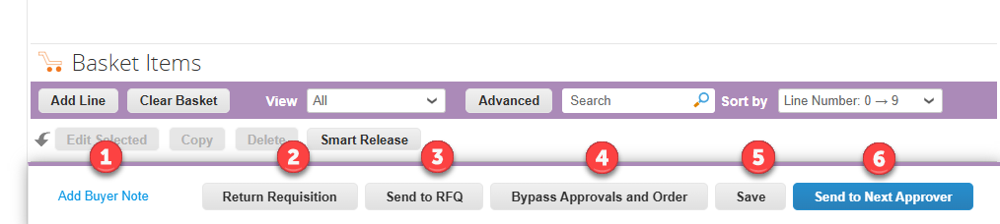 Basket Items
Add Line Clear Basket View All Advanced Search Sort by Line Number: 0 → 9
Edit Selected Copy Delete Smart Release
1 2 3 4 5 6
Add Buyer Note Return Requisition Send to RFQ Bypass Approvals and Order Save Send to Next Approver